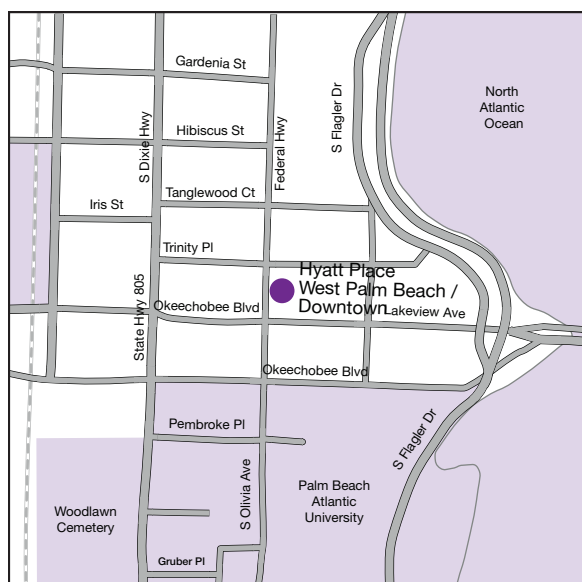 Gardenia St
North
Atlantic
Ocean
S Flagler Dr
Hibiscus St
S Dixie Hwy
Federal Hwy
Tanglewood Ct
Iris St
Trinity Pl
Hyatt Place
West Palm Beach /
Downtown
Okeechobee Blvd
Lakeview Ave
State Hwy 805
Okeechobee Blvd
Pembroke Pl
S Flagler Dr
S Olivia Ave
Palm Beach
Atlantic
University
Woodlawn
Cemetery
Gruber Pl